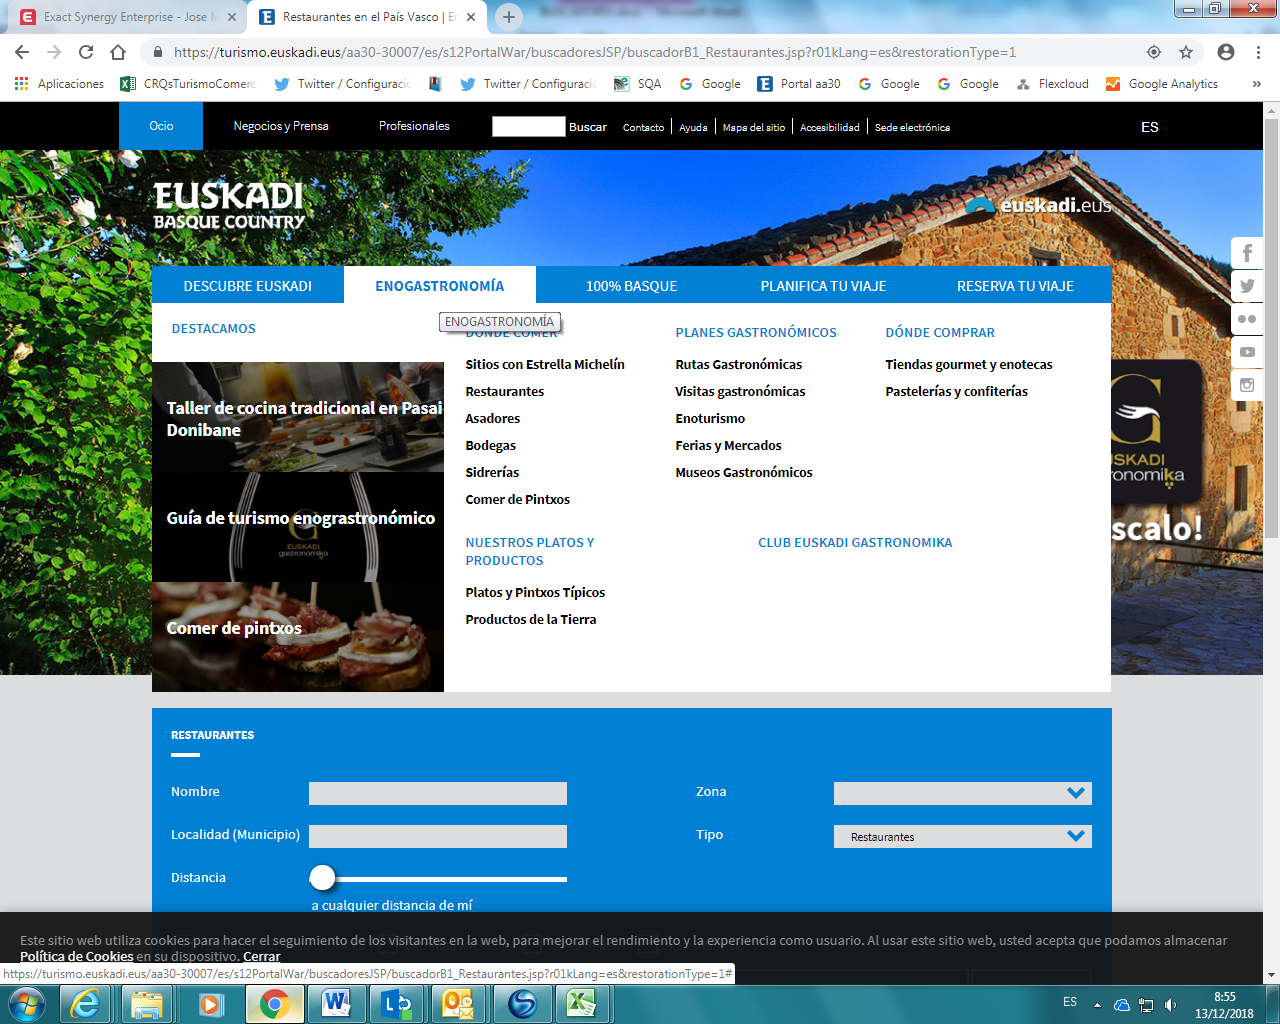 Exact Synergy Enterprise - Jose M
Restaurantes en el País Vasco | En
https://turismo.euskadi.eus/aa30-30007/es/s12PortalWar/buscadoresJSP/buscadorB1_Restaurantes.jsp?r01kLang=es&restorationType=1
Aplicaciones CRQsTurismoComerc Twitter / Configuració Twitter / Configuració SQA Google Portal aa30 Google Google Flexcloud Google Analytics »
Ocio Negocios y Prensa Profesionales Buscar Contacto Ayuda Mapa del sitio Accesibilidad Sede electrónica ES
EUSKADI
BASQUE COUNTRY
euskadi.eus
DESCUBRE EUSKADI ENOGASTRONOMÍA 100% BASQUE PLANIFICA TU VIAJE RESERVA TU VIAJE
ENOGASTRONOMÍA
DESTACAMOS
Taller de cocina tradicional en Pasai
Donibane
Guía de turismo enograstronómico
EUSKADI
gastronomika
Comer de pintxos
DÓNDE COMER
Sitios con Estrella Michelín
Restaurantes
Asadores
Bodegas
Sidrerías
Comer de Pintxos
PLANES GASTRONÓMICOS
Rutas Gastronómicas
Visitas gastronómicas
Enoturismo
Ferias y Mercados
Museos Gastronómicos
DÓNDE COMPRAR
Tiendas gourmet y enotecas
Pastelerías y confiterías
NUESTROS PLATOS Y
PRODUCTOS
Platos y Pintxos Típicos
Productos de la Tierra
CLUB EUSKADI GASTRONOMIKA
SKADI
ronomika
scalo!
RESTAURANTES
Nombre
Zona
Localidad (Municipio)
Tipo Restaurantes
Distancia
a cualquier distancia de mí
Este sitio web utiliza cookies para hacer el seguimiento de los visitantes en la web, para mejorar el rendimiento y la experiencia como usuario. Al usar este sitio web, usted acepta que podamos almacenar
Política de Cookies en su dispositivo. Cerrar
https://turismo.euskadi.eus/aa30-30007/es/s12PortalWar/buscadoresJSP/buscadorB1_Restaurantes.jsp?r01kLang=es&restorationType=1#
ES
8:55
13/12/2018